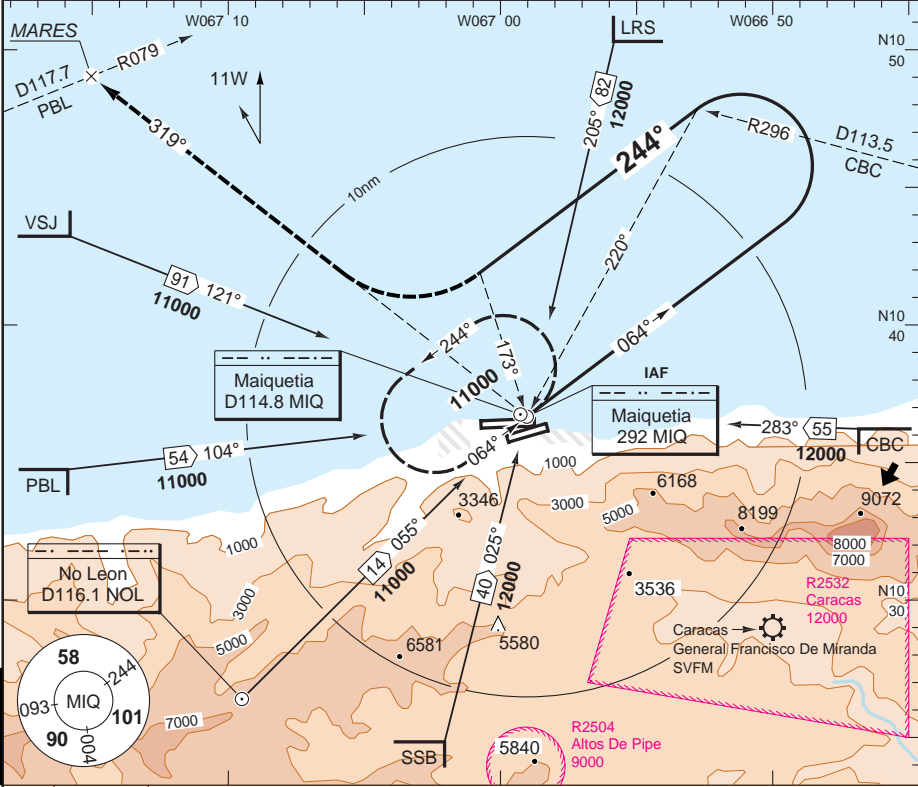 W067 10
W067 00
W066 50
MARES
LRS
N10
50
D117.7
R079
PBL
11W
82
205°
12000
319°
244°
R296
D113.5
CBC
10nm
VSJ
91 121°
11000
220°
N10
40
244°
173°
064°
11000
IAF
Maiquetia
D114.8 MIQ
Maiquetia
292 MIQ
283° 55
12000
CBC
54 104°
11000
PBL
064°
1000
3346
3000
6168
5000
8199
9072
1000
8000
7000
No Leon
D116.1 NOL
14 055°
11000
40 025°
12000
3000
5000
3536
R2532
Caracas
12000
N10
30
5580
6581
Caracas
General Francisco De Miranda
SVFM
58
244
093
MIQ
101
90
004
7000
SSB
5840
R2504
Altos De Pipe
9000